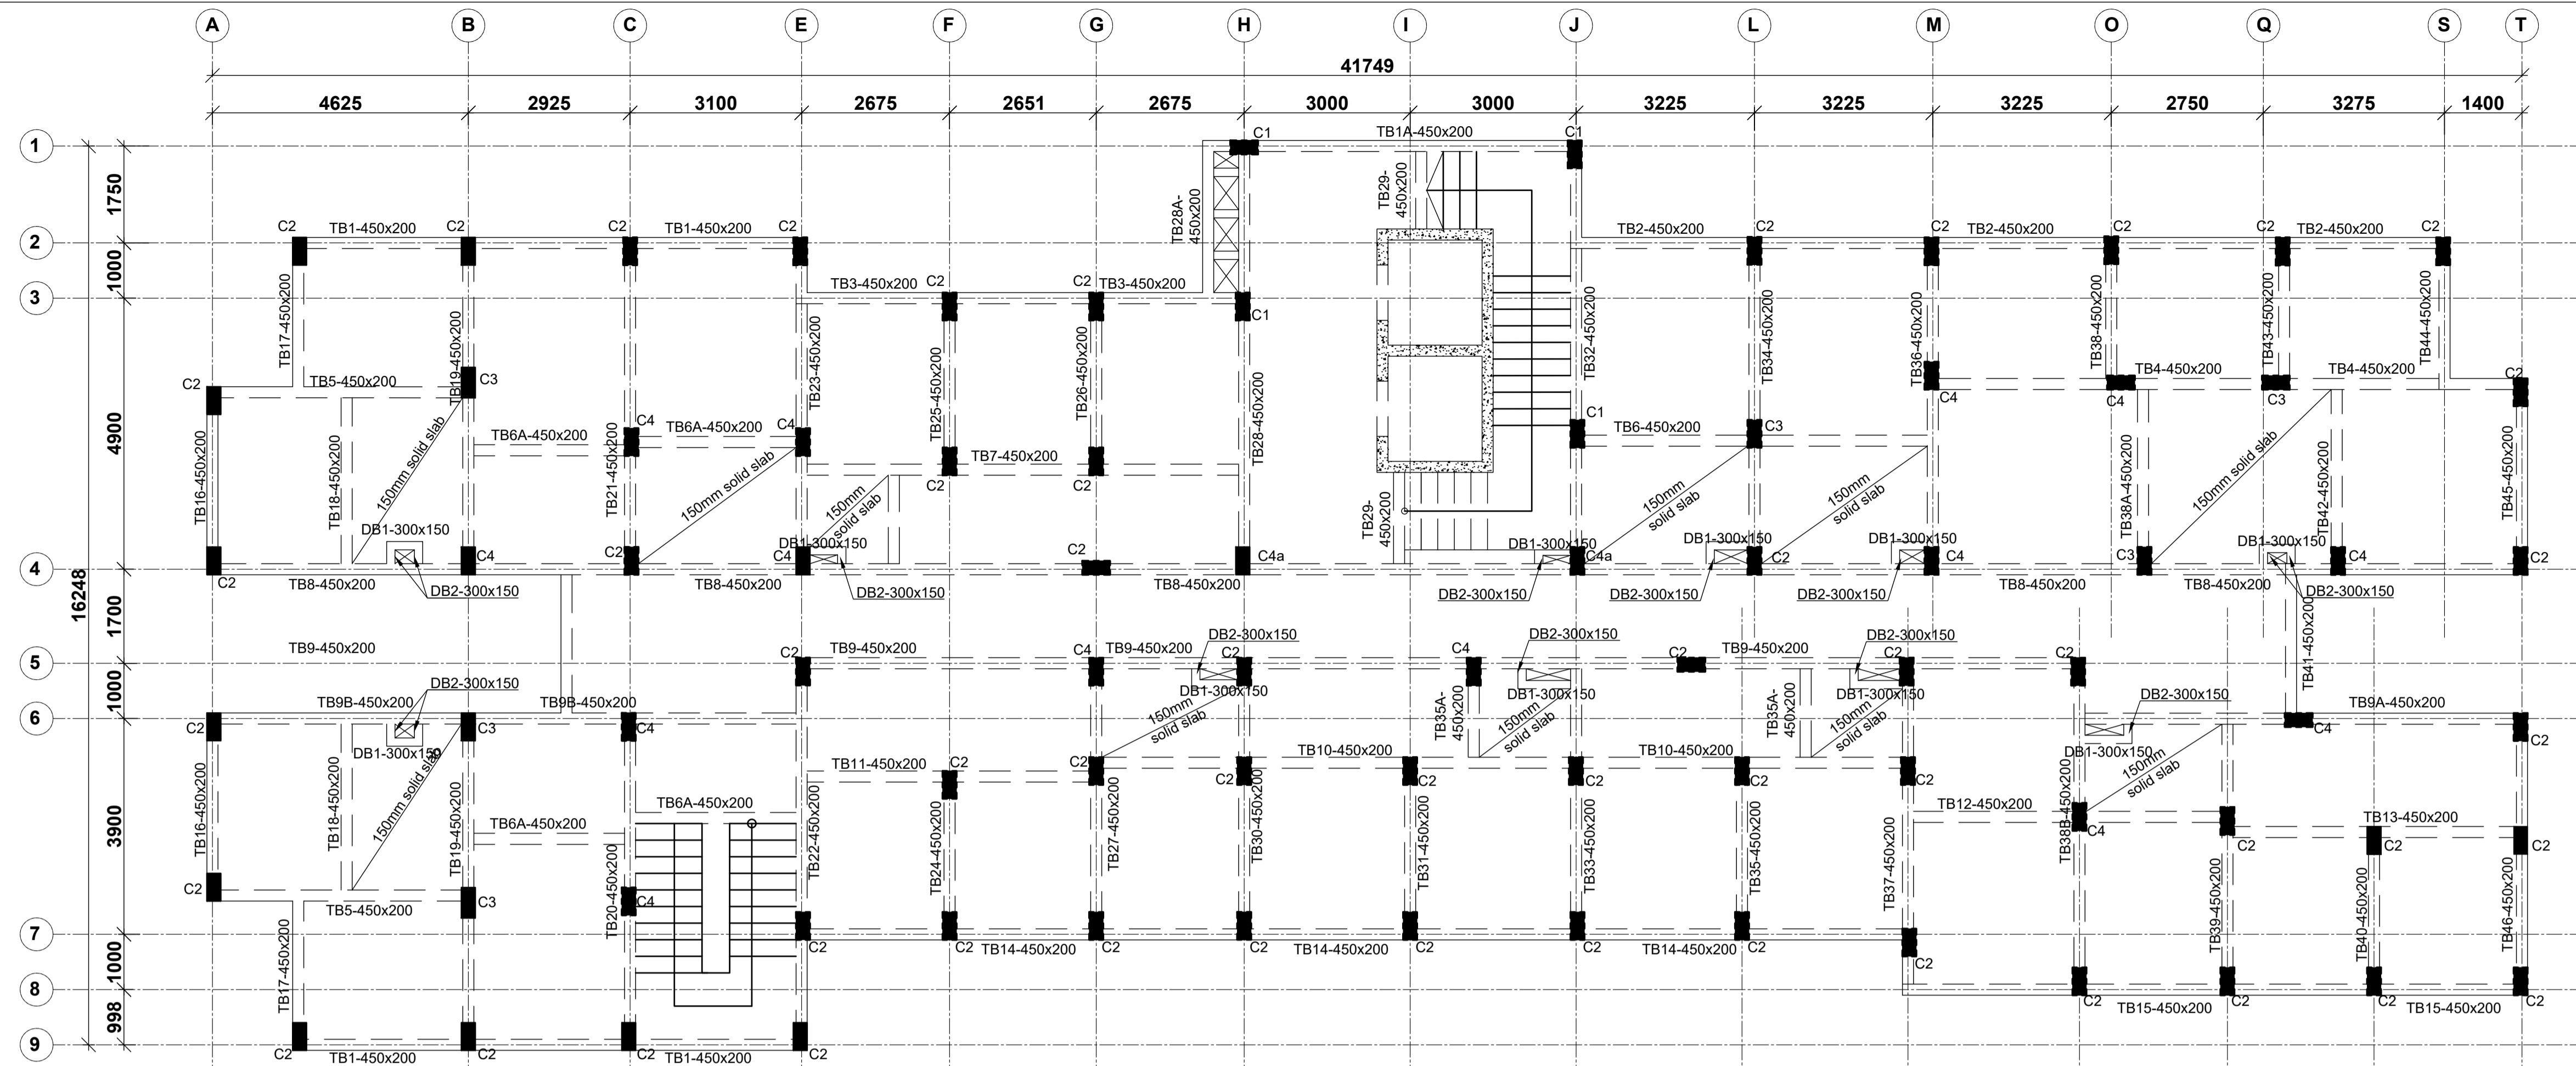 A B C E F G H I J L M O Q S T
41749
4625 2925 3100 2675 2651 2675 3000 3000 3225 3225 3225 2750 3275 1400
1
C1 TB1A-450x200 C1
1750
TB28A-
450x200
TB29-
450x200
2
C2 TB1-450x200 C2 C2 TB1-450x200 C2
TB2-450x200 C2 C2 TB2-450x200 C2 C2 TB2-450x200 C2
1000
3
TB3-450x200 C2 C2 TB3-450x200
C1
TB17-450x200
TB19-450x200
TB23-450x200
TB25-450x200
TB26-450x200
TB28-450x200
TB32-450x200
TB34-450x200
TB36-450x200
TB38-450x200
TB43-450x200
TB44-450x200
C2 TB5-450x200 C3
C4 C4 TB4-450x200 C3 TB4-450x200 C2
4900
TB6A-450x200 C4 TB6A-450x200 C4
C1 TB6-450x200 C3
C2 TB7-450x200 C2
TB16-450x200
TB18-450x200
150mm solid slab
TB21-450x200
150mm solid slab
150mm
solid slab
TB29-
450x200
150mm
solid slab
150mm
solid slab
TB38A-450x200
150mm solid slab
TB42-450x200
TB45-450x200
DB1-300x150
DB1-300x150
DB1-300x150
DB1-300x150
DB1-300x150
DB1-300x150
4
C2 C4 C2 C4 C2 C4a C4a C2 C4 C3 C4 C2
TB8-450x200 TB8-450x200 TB8-450x200 TB8-450x200 TB8-450x200
DB2-300x150 DB2-300x150 DB2-300x150 DB2-300x150 DB2-300x150 DB2-300x150
16248
1700
TB41-450x200
5
TB9-450x200 C2 TB9-450x200 C4 TB9-450x200 C2 C4 TB9-450x200 C2 C2
DB2-300x150 DB2-300x150 DB2-300x150
DB1-300x150 DB1-300x150 DB1-300x150
1000
6
TB9B-450x200 DB2-300x150 TB9B-450x200
C2 C3 C4
DB1-300x150
150mm
solid slab
TB35A-
450x200
150mm
solid slab
TB35A-
450x200
150mm
solid slab
DB2-300x150 TB9A-450x200
C4 C2
DB1-300x150
150mm
solid slab
TB11-450x200 C2 C2 C2 TB10-450x200 C2 C2 TB10-450x200 C2 C2
3900
TB16-450x200
TB18-450x200
150mm solid slab
TB19-450x200
TB6A-450x200
TB6A-450x200
TB20-450x200
TB22-450x200
TB24-450x200
TB27-450x200
TB30-450x200
TB31-450x200
TB33-450x200
TB35-450x200
TB37-450x200
TB12-450x200
TB38B-450x200
C4
TB13-450x200
C2 C2 C2
TB39-450x200
TB40-450x200
TB46-450x200
C2 TB5-450x200 C3 C4
7
C2 C2 TB14-450x200 C2 C2 TB14-450x200 C2 C2 TB14-450x200 C2 C2
1000
TB17-450x200
8
C2 TB15-450x200 C2 C2 TB15-450x200 C2
998
9
C2 TB1-450x200 C2 C2 TB1-450x200 C2